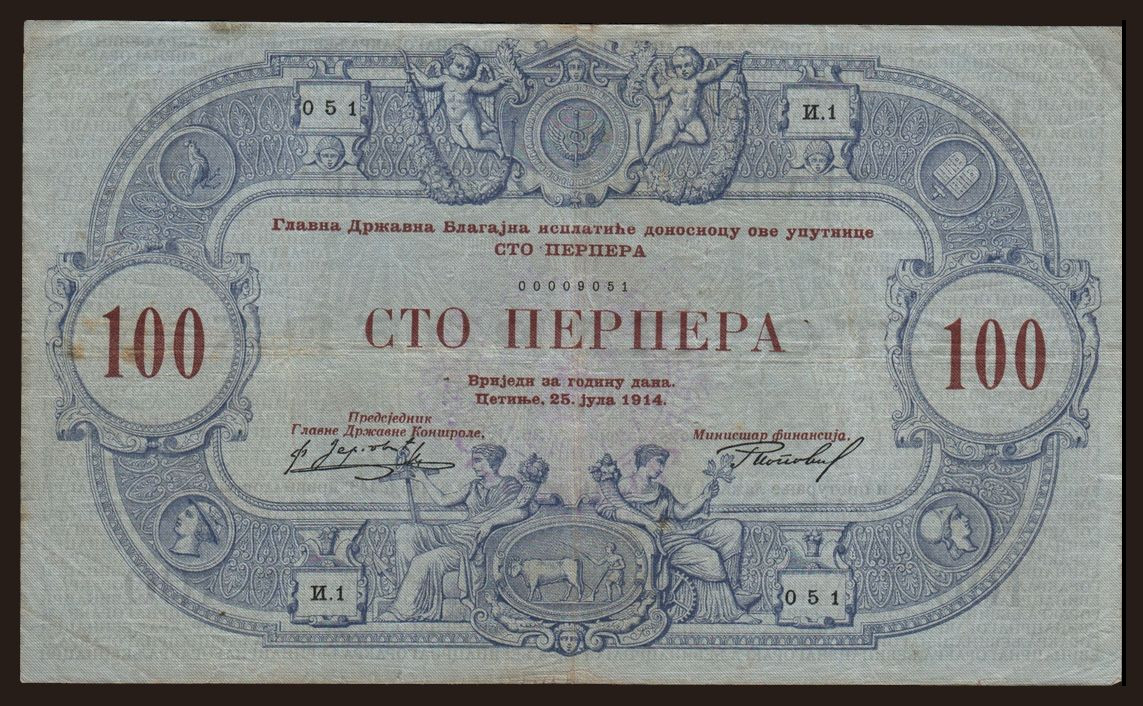 051
И.1
Главна Државна Благајна исплатиће доносиоцу ове упутнице
СТО ПЕРПЕРА
00009051
100
СТО ПЕРПЕРА
100
Вриједи за годину дана.
Цетиње, 25. јула 1914.
Предсједник
Главне Државне Контроле,
Министар финансија,
И.1
051